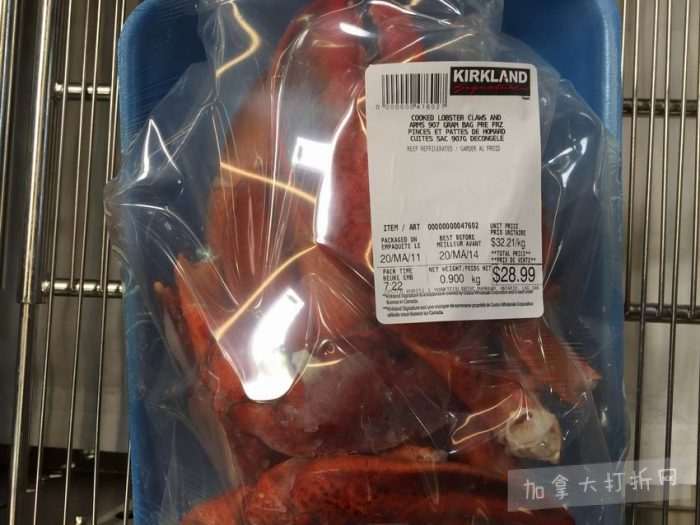 KIRKLAND
Signature
COOKED LOBSTER CLAWS AND
ARMS 907 GRAM BAG PRE FRZ
PINCES ET PATTES DE HOMARD
CUITES SAC 907G DECONGELE
KEEP REFRIGERATED / GARDER AU FROID
ITEM / ART 00000000047602
PACKAGED ON
EMPAQUETE LE
20/MA/11
BEST BEFORE
MEILLEUR AVANT
20/MA/14
UNIT PRICE
PRIX UNITAIRE
$32.21/kg
**TOTAL PRICE**
**PRIX DE VENTE**
PACK TIME
HEURE EMB
7:22
NET WEIGHT/POIDS NET
0.900 kg
$28.99
加拿大打折网